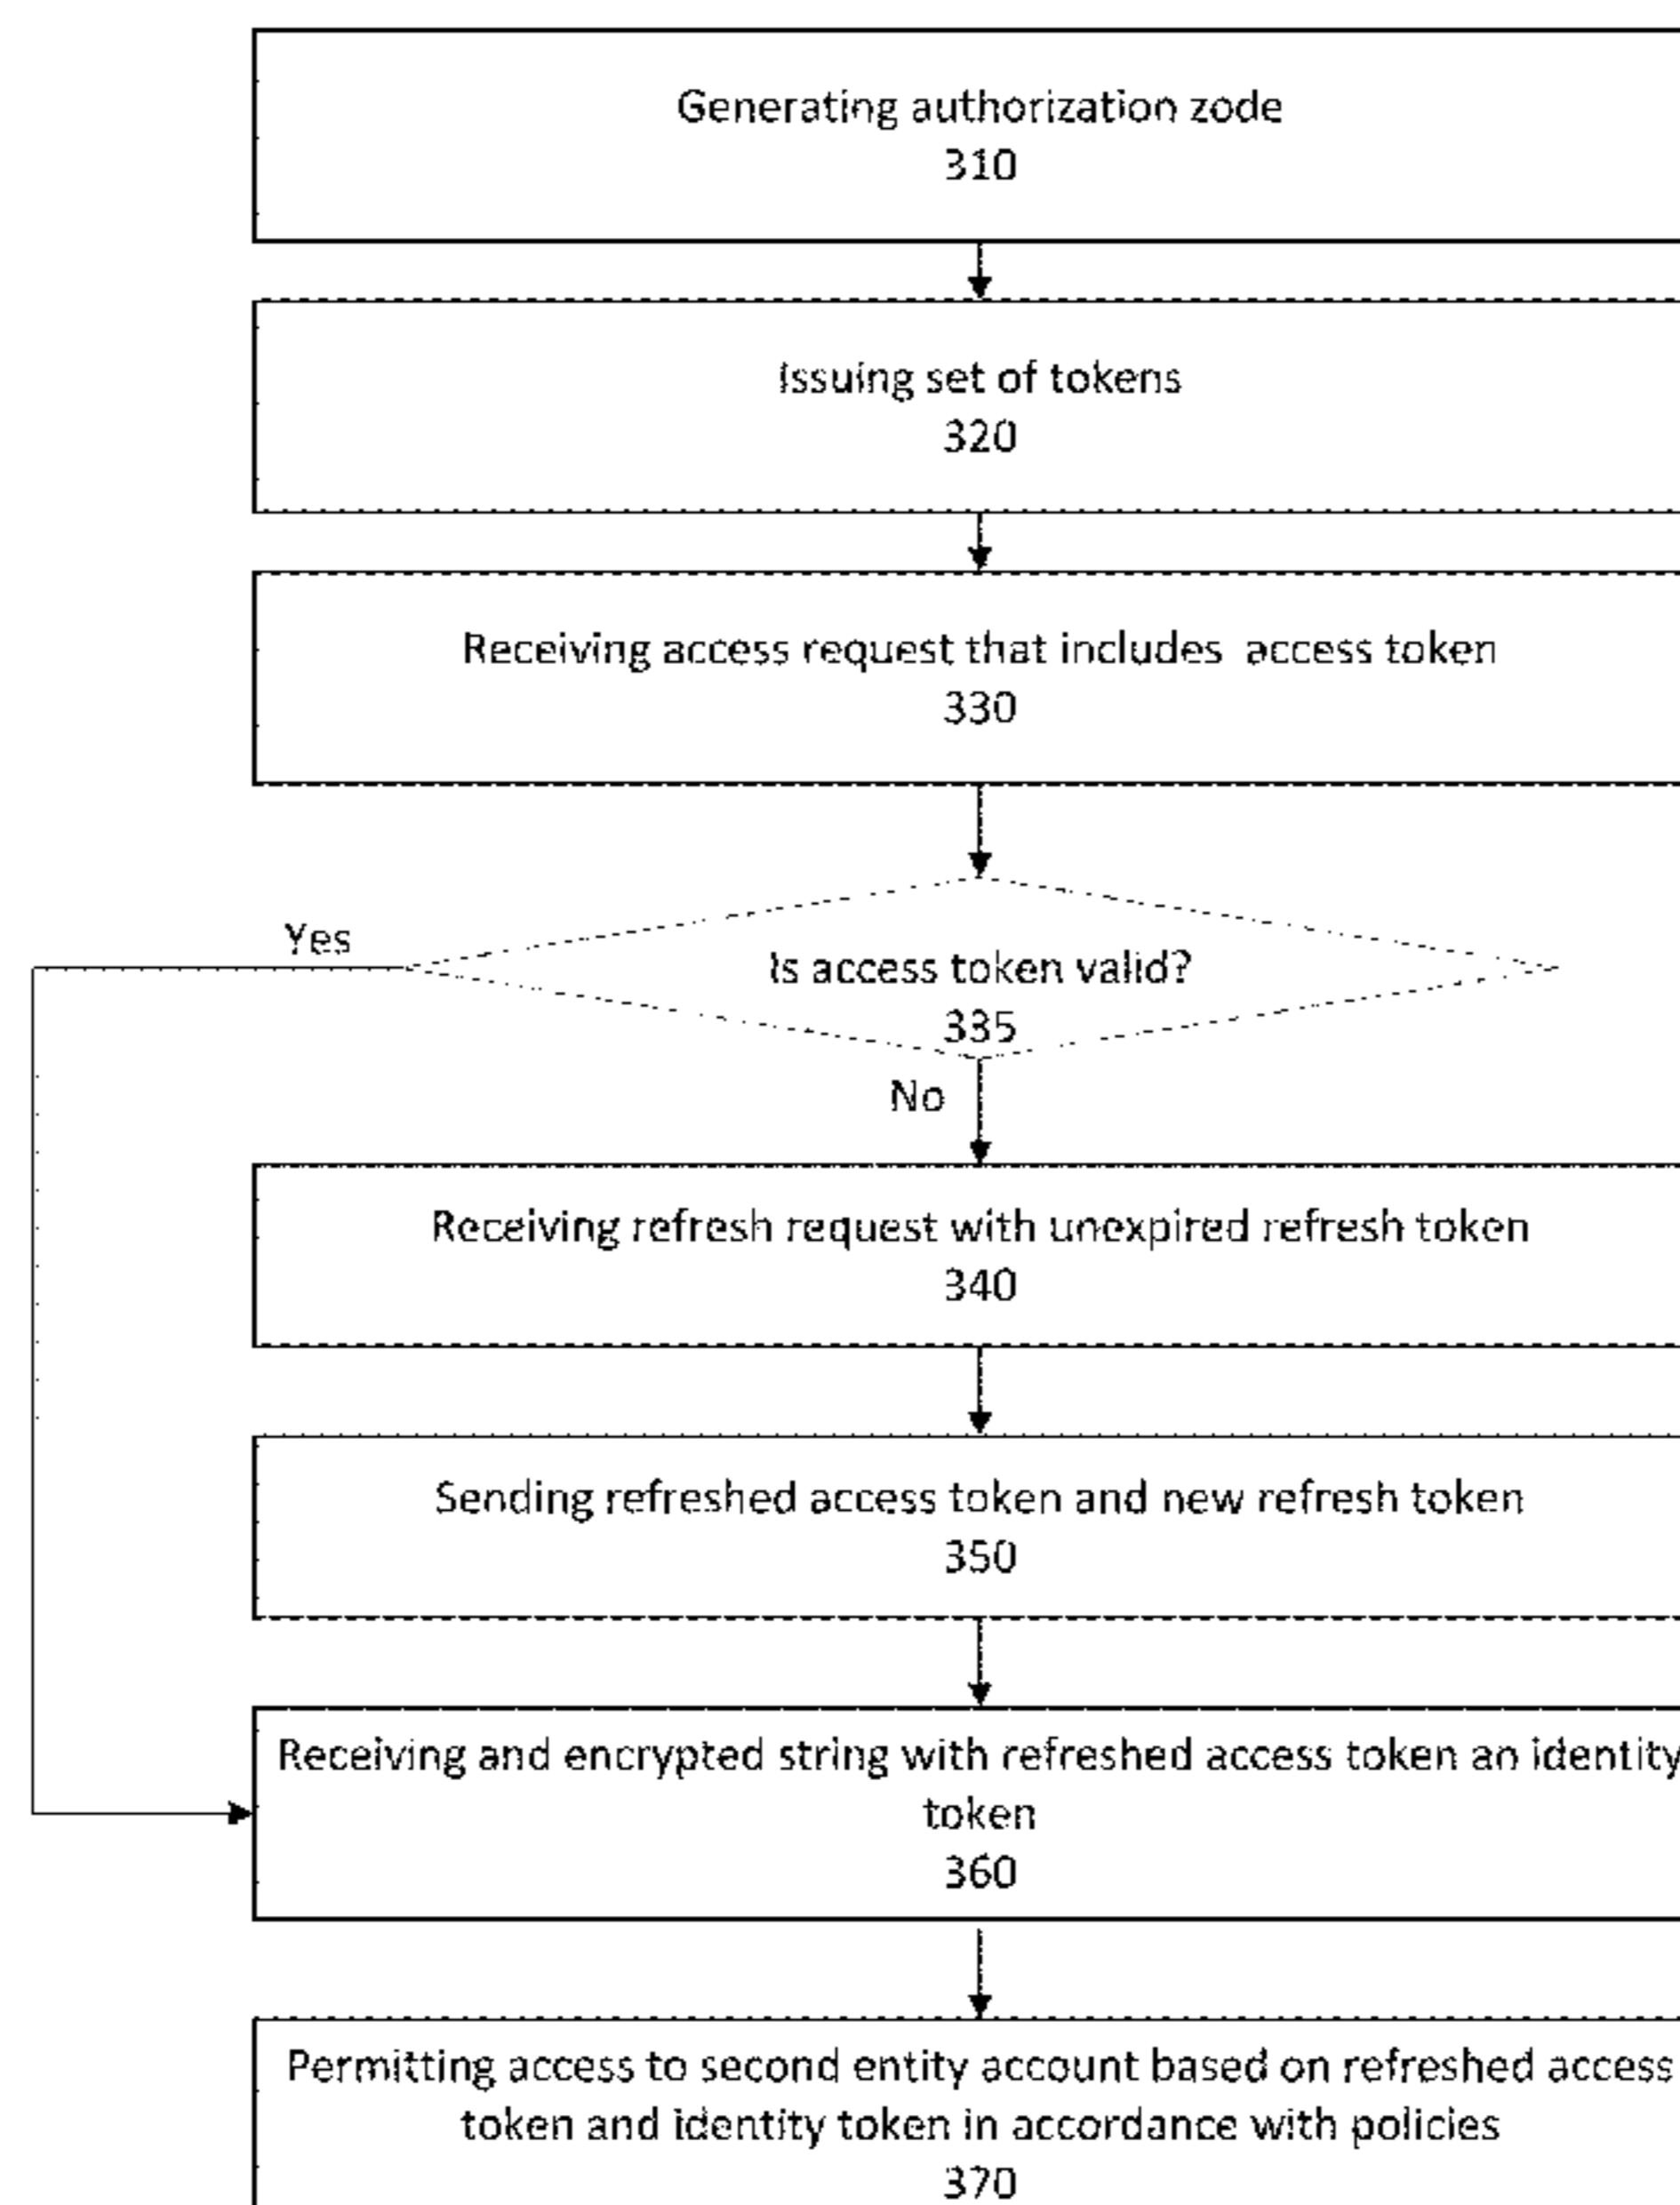 Generating authorization zode
310
Issuing set of tokens
320
Receiving access request that includes access token
330
Yes
Is access token valid?
335
No
Receiving refresh request with unexpired refresh token
340
Sending refreshed access token and new refresh token
350
Receiving and encrypted string with refreshed access token an identity
token
360
Permitting access to second entity account based on refreshed access
token and identity token in accordance with policies
370